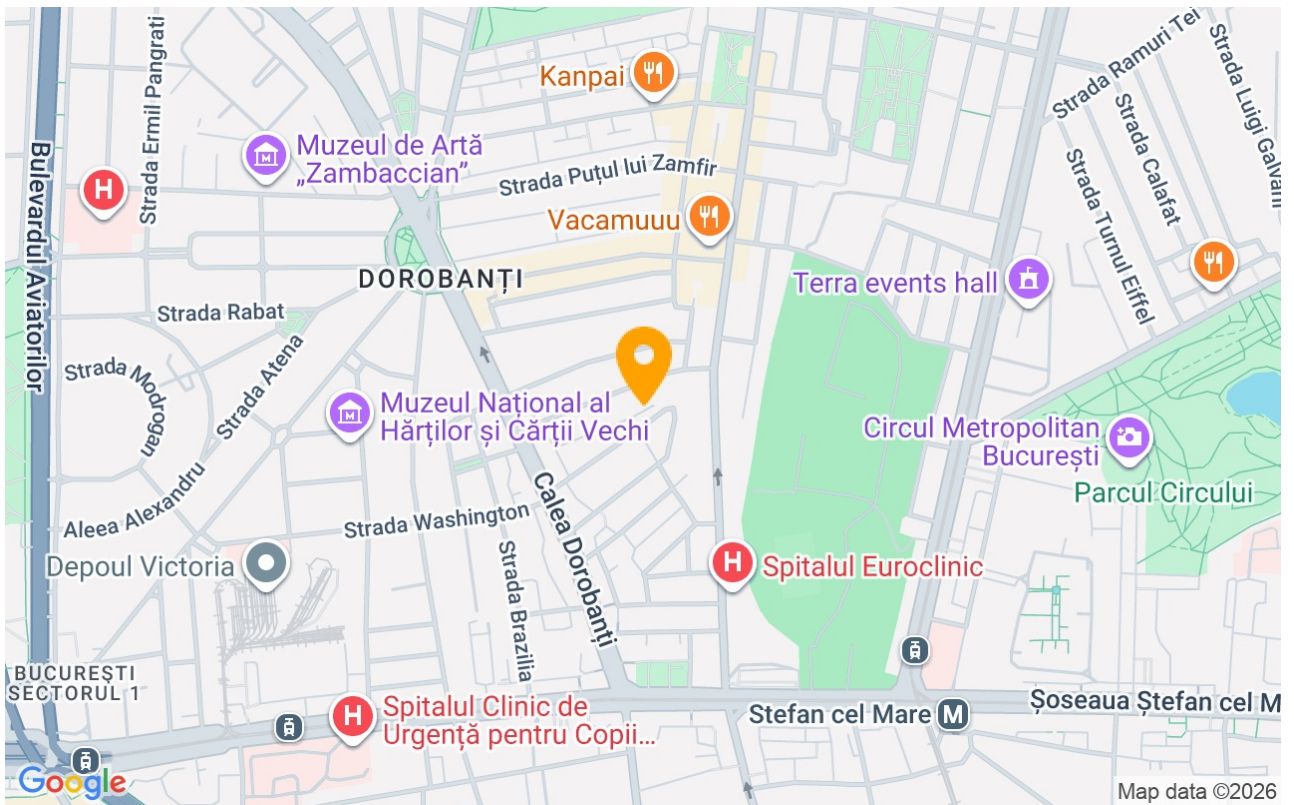 Strada Ermil Pangrati
Kanpai
Strada Ramuri Tei
Strada Luigi Galvani
Strada Calafat
Muzeul de Artă
„Zambaccian”
Strada Puțul lui Zamfir
H
Bulevardul Aviatorilor
Vacamuuu
Strada Turnul Eiffel
DOROBANȚI
Terra events hall
Strada Rabat
Strada Modrogan
Strada Atena
Muzeul Național al
Hărților și Cărții Vechi
Circul Metropolitan
București
Parcul Circului
Aleea Alexandru
Strada Washington
Calea Dorobanți
Depoul Victoria
Strada Brazilia
H
Spitalul Euroclinic
BUCUREȘTI
SECTORUL 1
H
Spitalul Clinic de
Urgență pentru Copii...
Stefan cel Mare M
Șoseaua Ștefan cel M
Google
Map data ©2026